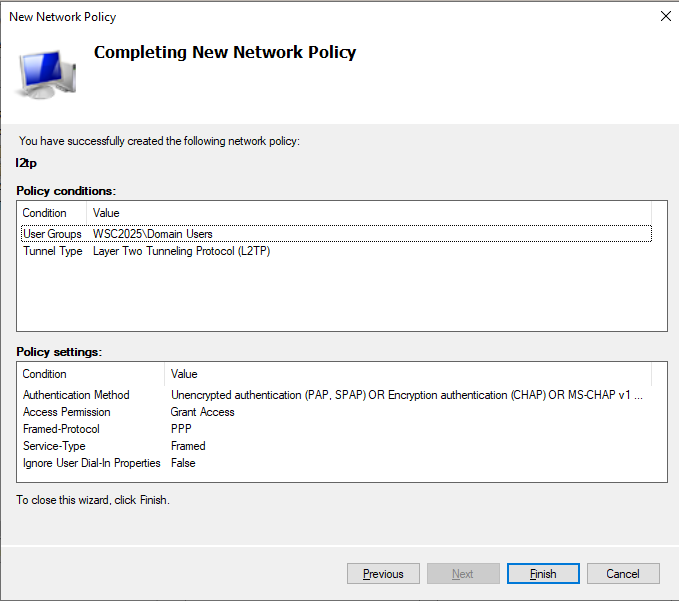 New Network Policy
Completing New Network Policy
You have successfully created the following network policy:
l2tp
Policy conditions:
Condition Value
User Groups WSC2025\Domain Users
Tunnel Type Layer Two Tunneling Protocol (L2TP)
Policy settings:
Condition Value
Authentication Method Unencrypted authentication (PAP, SPAP) OR Encryption authentication (CHAP) OR MS-CHAP v1 ...
Access Permission Grant Access
Framed-Protocol PPP
Service-Type Framed
Ignore User Dial-In Properties False
To close this wizard, click Finish.
Previous Next Finish Cancel